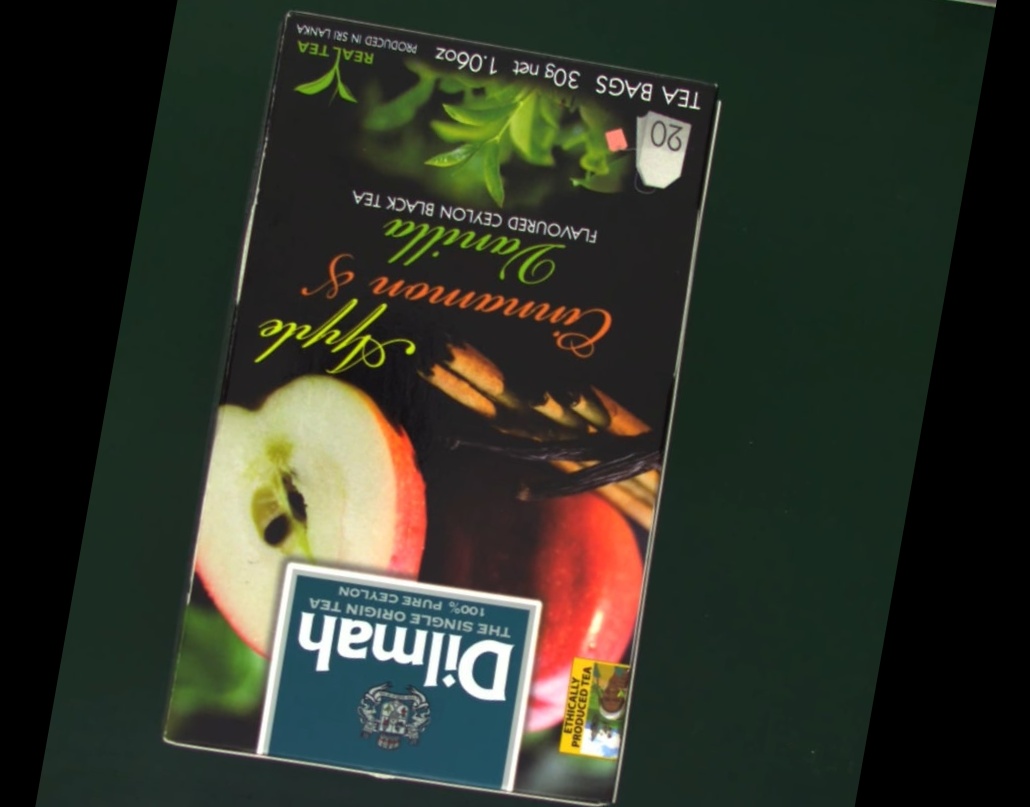 Dilmah
THE SINGLE ORIGIN TEA
100% PURE CEYLON
ETHICALLY
PRODUCED TEA
Apple
Cinnamon &
Vanilla
FLAVOURED CEYLON BLACK TEA
20
TEA BAGS 30g net 1.06oz
REAL TEA
PRODUCED IN SRI LANKA